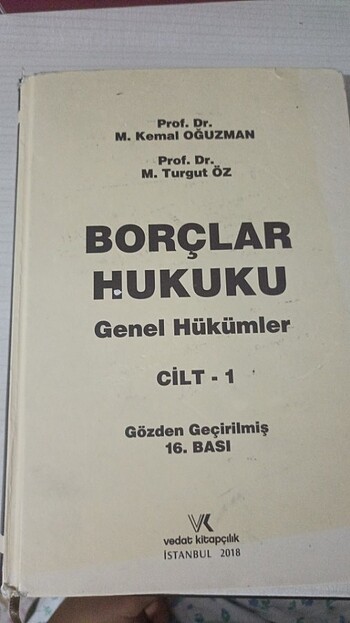 Prof. Dr.
M. Kemal OĞUZMAN
Prof. Dr.
M. Turgut ÖZ
BORÇLAR
HUKUKU
Genel Hükümler
CİLT - 1
Gözden Geçirilmiş
16. BASI
VK
vedat kitapçılık
İSTANBUL 2018